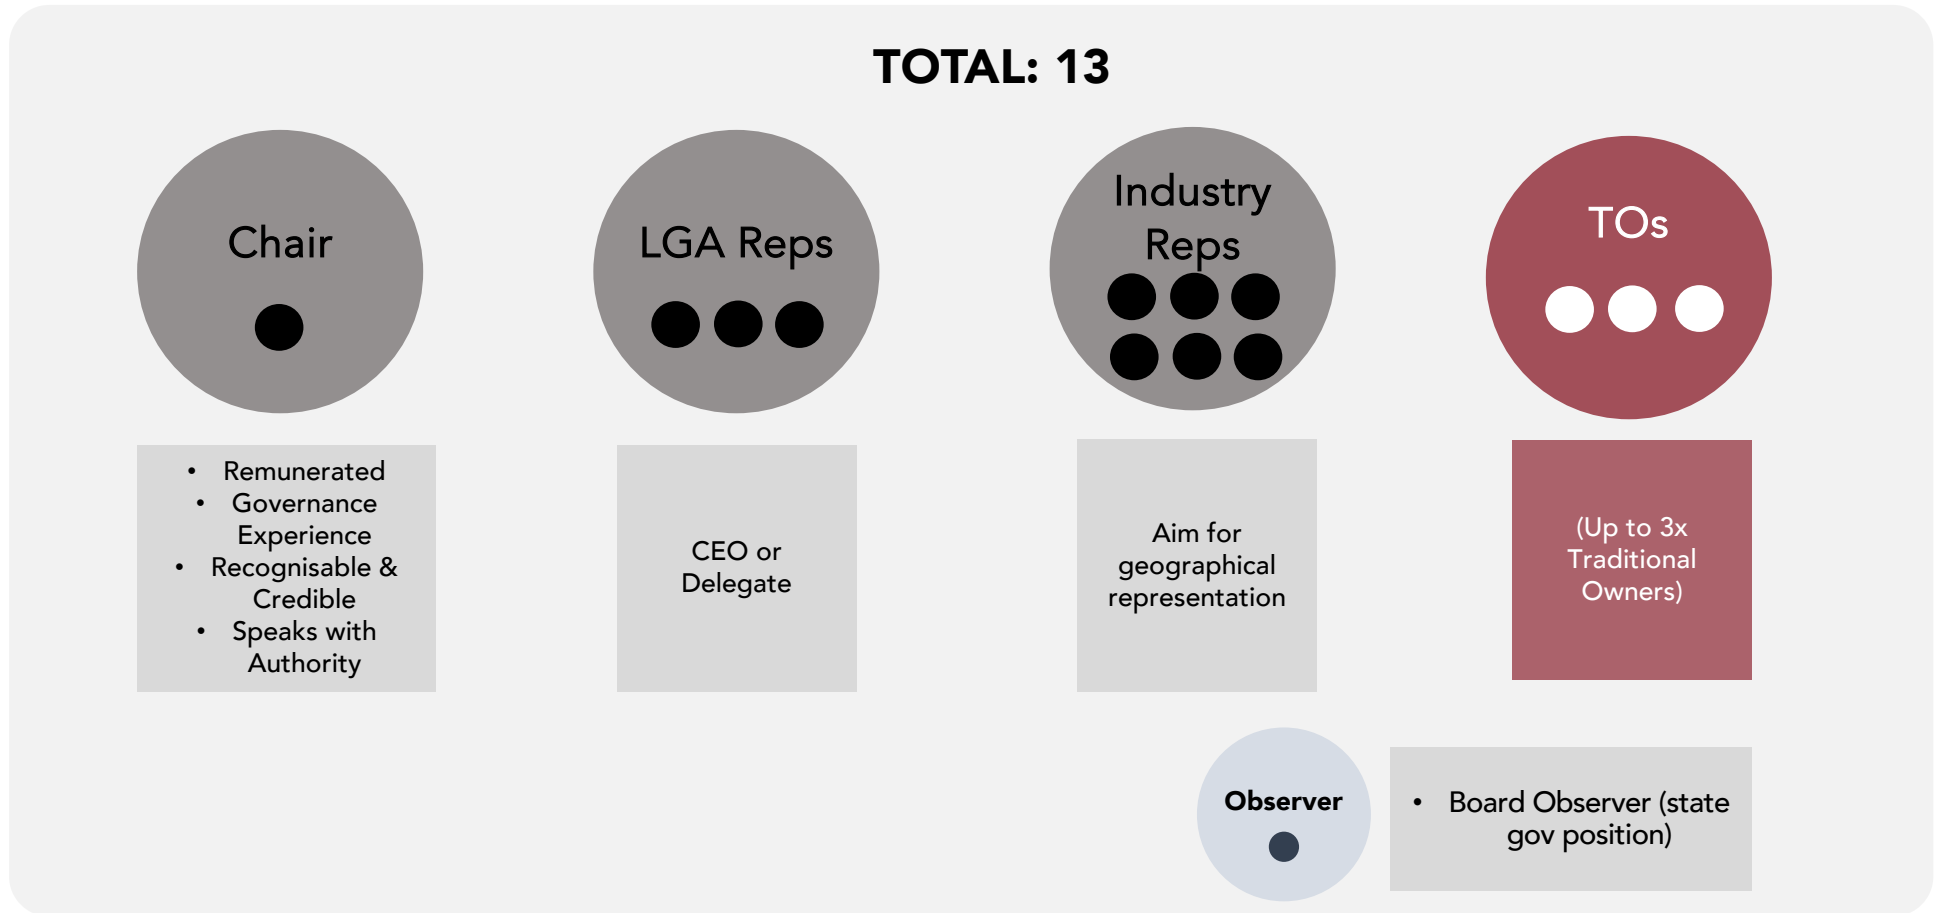 TOTAL: 13
Chair
LGA Reps
Industry
Reps
TOs
• Remunerated
• Governance
Experience
• Recognisable &
Credible
• Speaks with
Authority
CEO or
Delegate
Aim for
geographical
representation
(Up to 3x
Traditional
Owners)
Observer
• Board Observer (state
gov position)